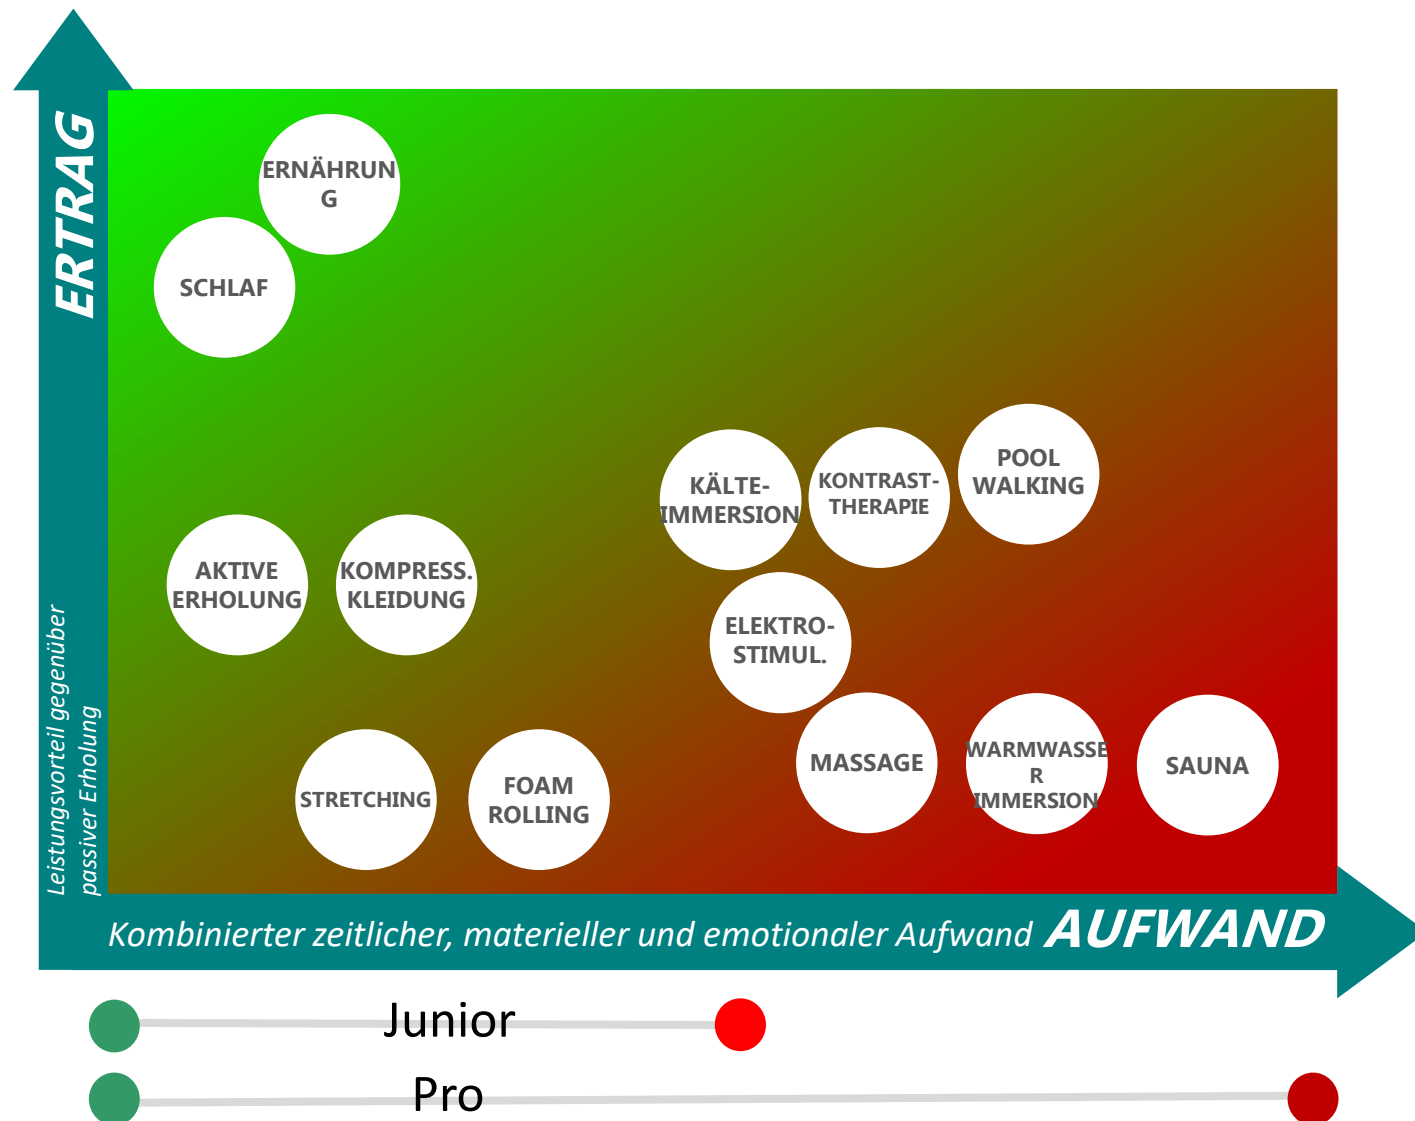 ERTRAG
Leistungsvorteil gegenüber
passiver Erholung
ERNÄHRUN
G
SCHLAF
KÄLTE-
IMMERSION
KONTRAST-
THERAPIE
POOL
WALKING
AKTIVE
ERHOLUNG
KOMPRESS.
KLEIDUNG
ELEKTRO-
STIMUL.
STRETCHING
FOAM
ROLLING
MASSAGE
WARMWASSE
R
IMMERSION
SAUNA
Kombinierter zeitlicher, materieller und emotionaler Aufwand AUFWAND
Junior
Pro